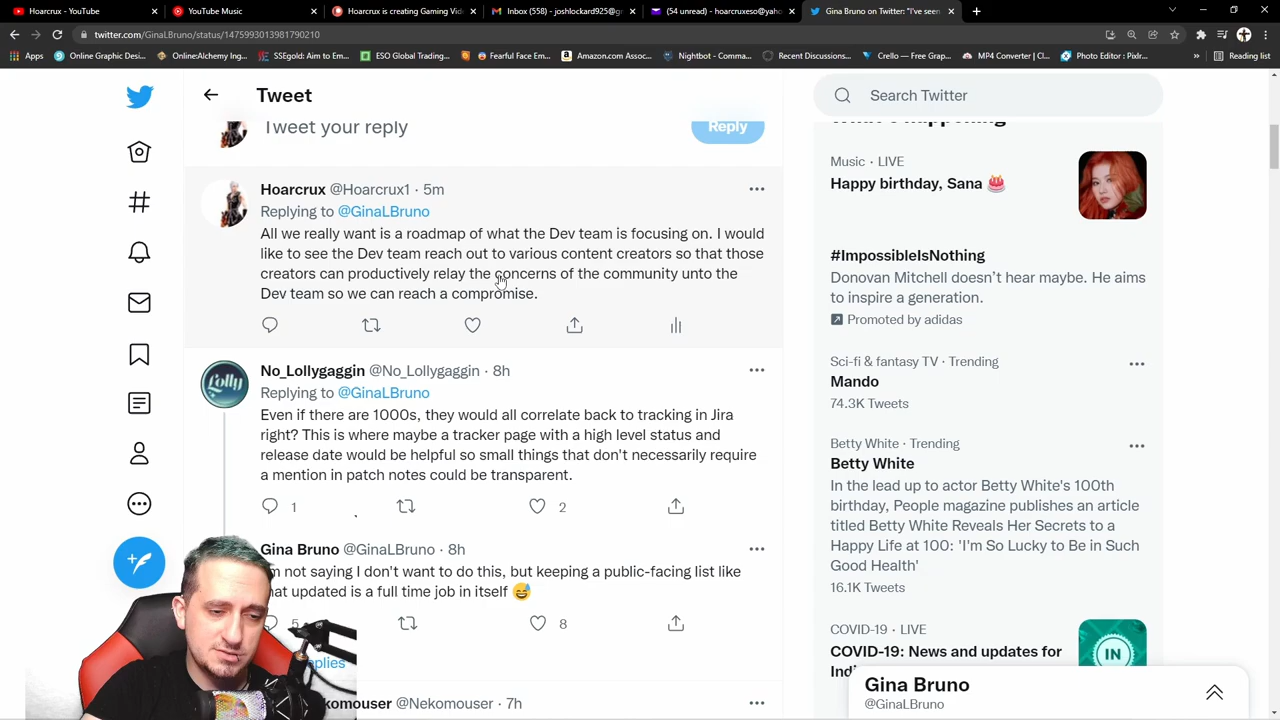 Hoarcrux - YouTube
YouTube Music
Hoarcrux is creating Gaming Vid
Inbox (558) - joshlockard925@g
(54 unread) - hoarcruxeso@yaho
Gina Bruno on Twitter: "I've seen
twitter.com/GinaLBruno/status/1475993013981790210
Apps
Online Graphic Desi...
OnlineAlchemy Ing...
SSEgold: Aim to Em...
ESO Global Trading...
Fearful Face Em...
Amazon.com Assoc...
Nightbot - Comma...
Recent Discussions...
Crello — Free Grap...
MP4 Converter | Cl...
Photo Editor : Pixlr...
»
Reading list
Tweet
Tweet your reply
Reply
Hoarcrux @Hoarcrux1 · 5m
Replying to @GinaLBruno
All we really want is a roadmap of what the Dev team is focusing on. I would
like to see the Dev team reach out to various content creators so that those
creators can productively relay the concerns of the community unto the
Dev team so we can reach a compromise.
Lolly
No_Lollygaggin @No_Lollygaggin · 8h
Replying to @GinaLBruno
Even if there are 1000s, they would all correlate back to tracking in Jira
right? This is where maybe a tracker page with a high level status and
release date would be helpful so small things that don't necessarily require
a mention in patch notes could be transparent.
1
2
Gina Bruno @GinaLBruno · 8h
m not saying I don't want to do this, but keeping a public-facing list like
hat updated is a full time job in itself 😅
5
8
eplies
komouser @Nekomouser · 7h
Search Twitter
What's happening
Music · LIVE
Happy birthday, Sana 🎂
#ImpossibleIsNothing
Donovan Mitchell doesn't hear maybe. He aims
to inspire a generation.
Promoted by adidas
Sci-fi & fantasy TV · Trending
Mando
74.3K Tweets
Betty White · Trending
Betty White
In the lead up to actor Betty White's 100th
birthday, People magazine publishes an article
titled Betty White Reveals Her Secrets to a
Happy Life at 100: 'I'm So Lucky to Be in Such
Good Health'
16.1K Tweets
COVID-19 · LIVE
COVID-19: News and updates for
Indi
IN
Gina Bruno
@GinaLBruno